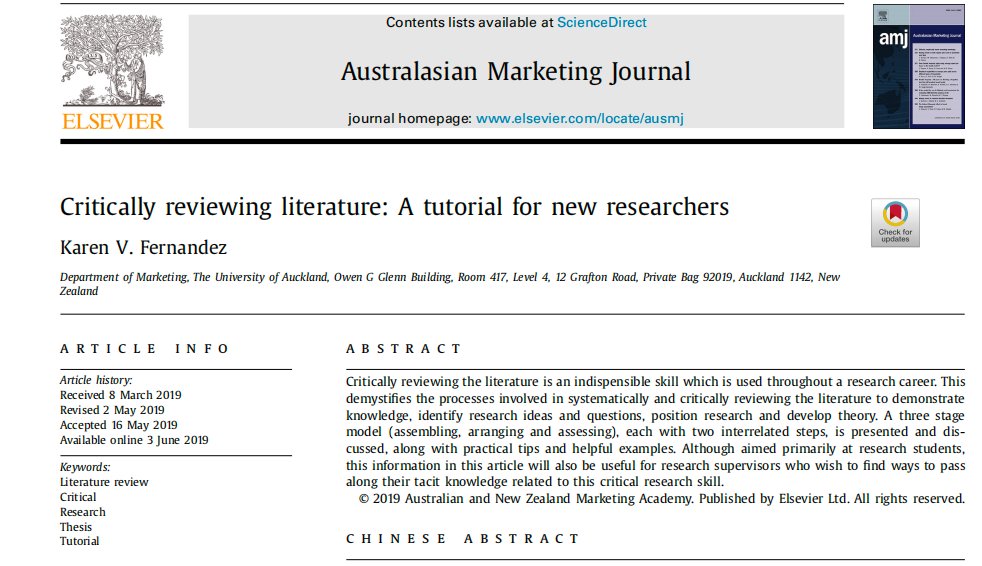 Contents lists available at ScienceDirect
Australasian Marketing Journal
journal homepage: www.elsevier.com/locate/ausmj
ELSEVIER
amj
Australasian Marketing Journal
Critically reviewing literature: A tutorial for new researchers
Karen V. Fernandez
Check for
updates
Department of Marketing, The University of Auckland, Owen G Glenn Building, Room 417, Level 4, 12 Grafton Road, Private Bag 92019, Auckland 1142, New
Zealand
ARTICLE INFO
Article history:
Received 8 March 2019
Revised 2 May 2019
Accepted 16 May 2019
Available online 3 June 2019
Keywords:
Literature review
Critical
Research
Thesis
Tutorial
ABSTRACT
Critically reviewing the literature is an indispensible skill which is used throughout a research career. This
demystifies the processes involved in systematically and critically reviewing the literature to demonstrate
knowledge, identify research ideas and questions, position research and develop theory. A three stage
model (assembling, arranging and assessing), each with two interrelated steps, is presented and dis-
cussed, along with practical tips and helpful examples. Although aimed primarily at research students,
this information in this article will also be useful for research supervisors who wish to find ways to pass
along their tacit knowledge related to this critical research skill.
© 2019 Australian and New Zealand Marketing Academy. Published by Elsevier Ltd. All rights reserved.
CHINESE ABSTRACT